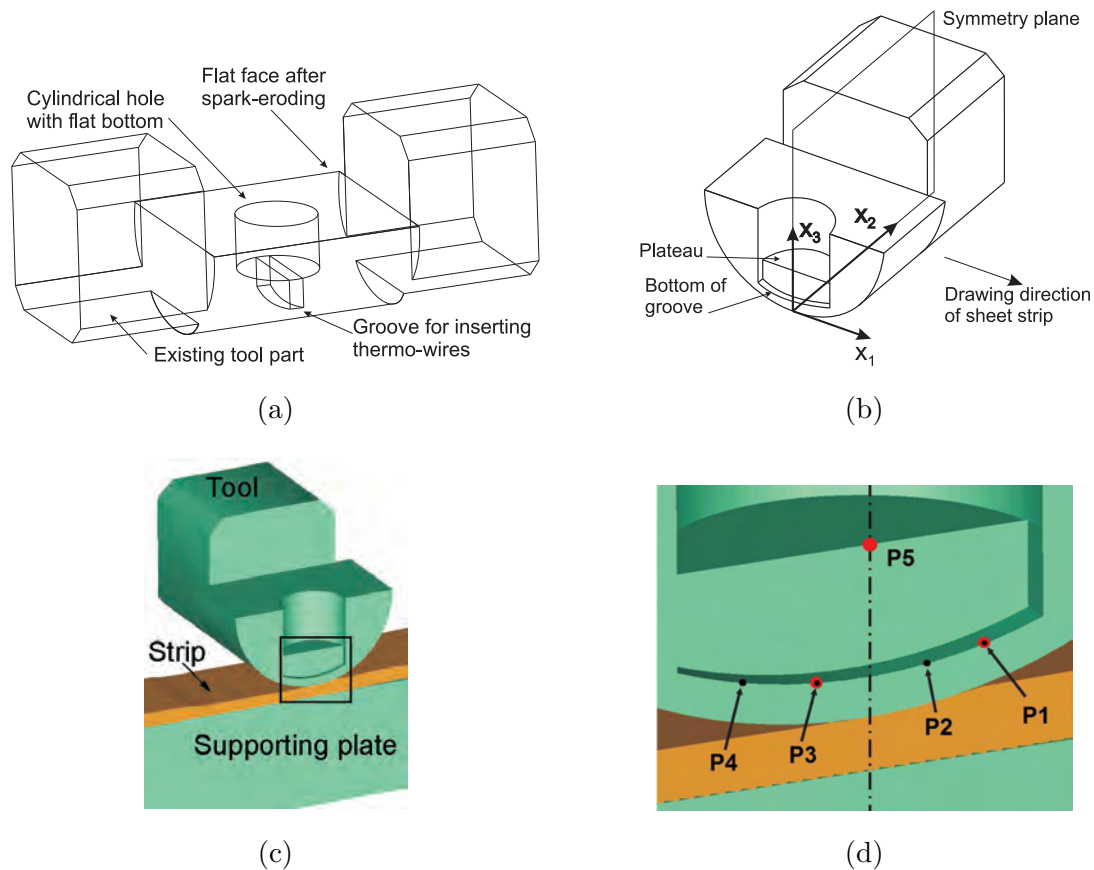 Flat face after
spark-eroding
Cylindrical hole
with flat bottom
Groove for inserting
thermo-wires
Existing tool part
(a)
Symmetry plane
X3
X2
Plateau
Bottom of
groove
Drawing direction
of sheet strip
X1
(b)
Tool
Strip
Supporting plate
(c)
P5
P1
P2
P3
P4
(d)